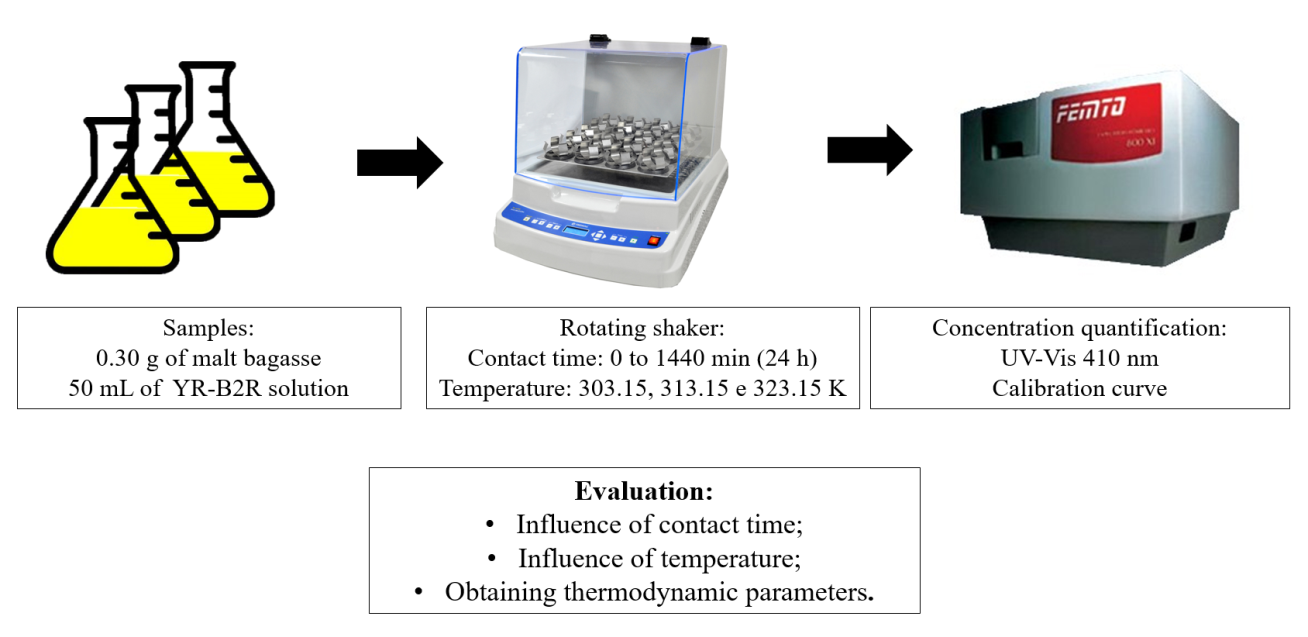 FEMTO
800 XI
Samples:
0.30 g of malt bagasse
50 mL of YR-B2R solution
Rotating shaker:
Contact time: 0 to 1440 min (24 h)
Temperature: 303.15, 313.15 e 323.15 K
Concentration quantification:
UV-Vis 410 nm
Calibration curve
Evaluation:
• Influence of contact time;
• Influence of temperature;
• Obtaining thermodynamic parameters.